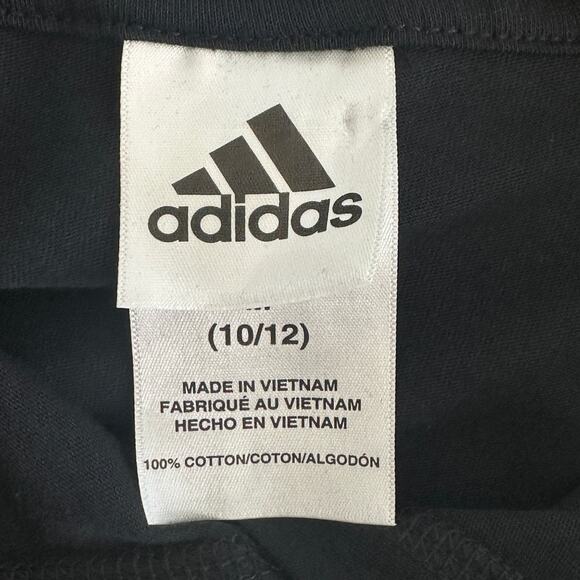 adidas
(10/12)
MADE IN VIETNAM
FABRIQUÉ AU VIETNAM
HECHO EN VIETNAM
100% COTTON/COTON/ALGODÓN